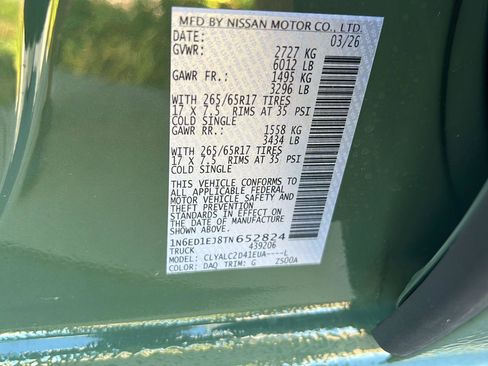 MFD BY NISSAN MOTOR CO., LTD.
DATE: 03/26
GVWR: 2727 KG
6012 LB
GAWR FR.: 1495 KG
3296 LB
WITH 265/65R17 TIRES
17 X 7.5 RIMS AT 35 PSI
COLD SINGLE
GAWR RR.: 1558 KG
3434 LB
WITH 265/65R17 TIRES
17 X 7.5 RIMS AT 35 PSI
COLD SINGLE
THIS VEHICLE CONFORMS TO
ALL APPLICABLE FEDERAL
MOTOR VEHICLE SAFETY AND
THEFT PREVENTION
STANDARDS IN EFFECT ON
THE DATE OF MANUFACTURE
SHOWN ABOVE.
1N6ED1EJ8TN652824
TRUCK 439206
MODEL: CLYALC2D41EUA----L
COLOR: DAQ TRIM: G Z500A